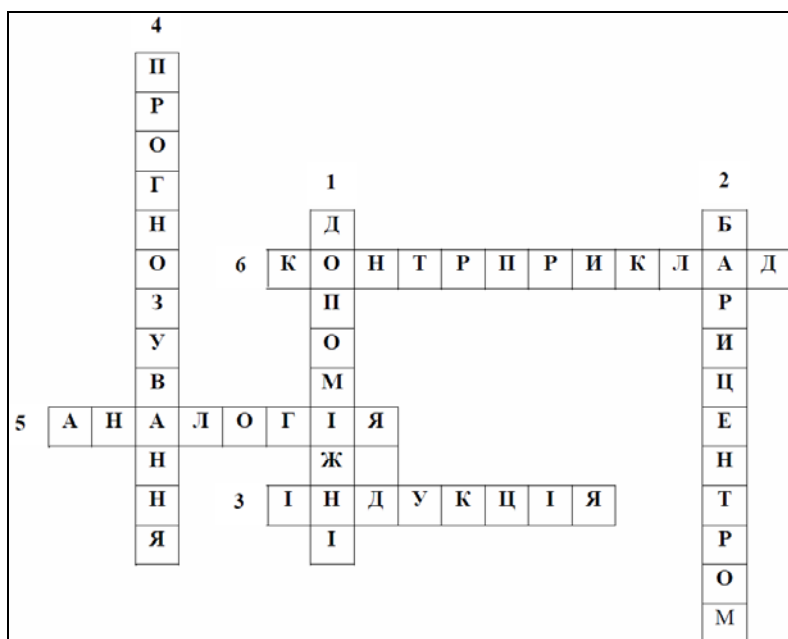 4
П
Р
О
Г
1 2
Н Д Б
6 К О Н Т Р П Р И К Л А Д
З П Р
У О И
В М Ц
5 А Н А Л О Г І Я Е
Н Ж Н
Н 3 І Н Д У К Ц І Я Т
Я І Р
О
М